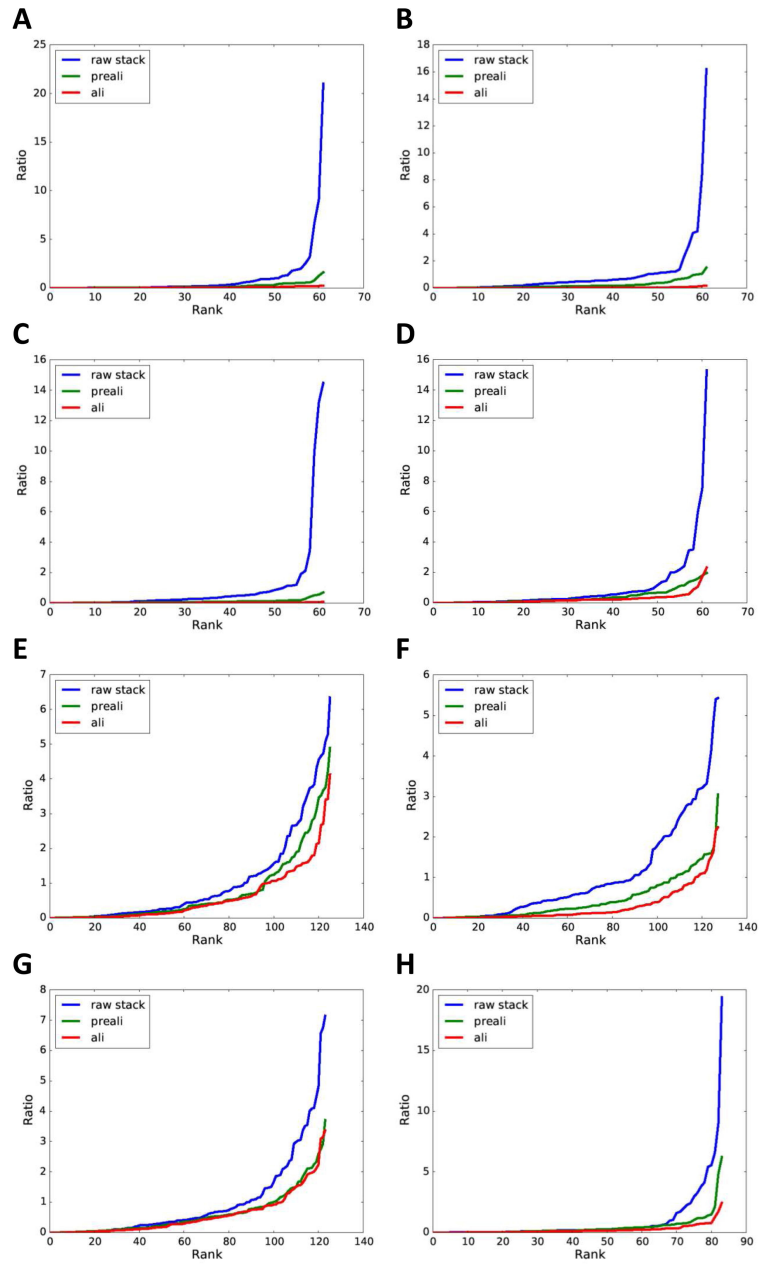 A
B
25
20
15
10
5
0
Ratio
raw stack
preali
ali
0 10 20 30 40 50 60 70
Rank
18
16
14
12
10
8
6
4
2
0
Ratio
raw stack
preali
ali
0 10 20 30 40 50 60 70
Rank
C
D
16
14
12
10
8
6
4
2
0
Ratio
raw stack
preali
ali
0 10 20 30 40 50 60 70
Rank
16
14
12
10
8
6
4
2
0
Ratio
raw stack
preali
ali
0 10 20 30 40 50 60 70
Rank
E
F
7
6
5
4
3
2
1
0
Ratio
raw stack
preali
ali
0 20 40 60 80 100 120 140
Rank
6
5
4
3
2
1
0
Ratio
raw stack
preali
ali
0 20 40 60 80 100 120 140
Rank
G
H
8
7
6
5
4
3
2
1
0
Ratio
raw stack
preali
ali
0 20 40 60 80 100 120 140
Rank
20
15
10
5
0
Ratio
raw stack
preali
ali
0 10 20 30 40 50 60 70 80 90
Rank